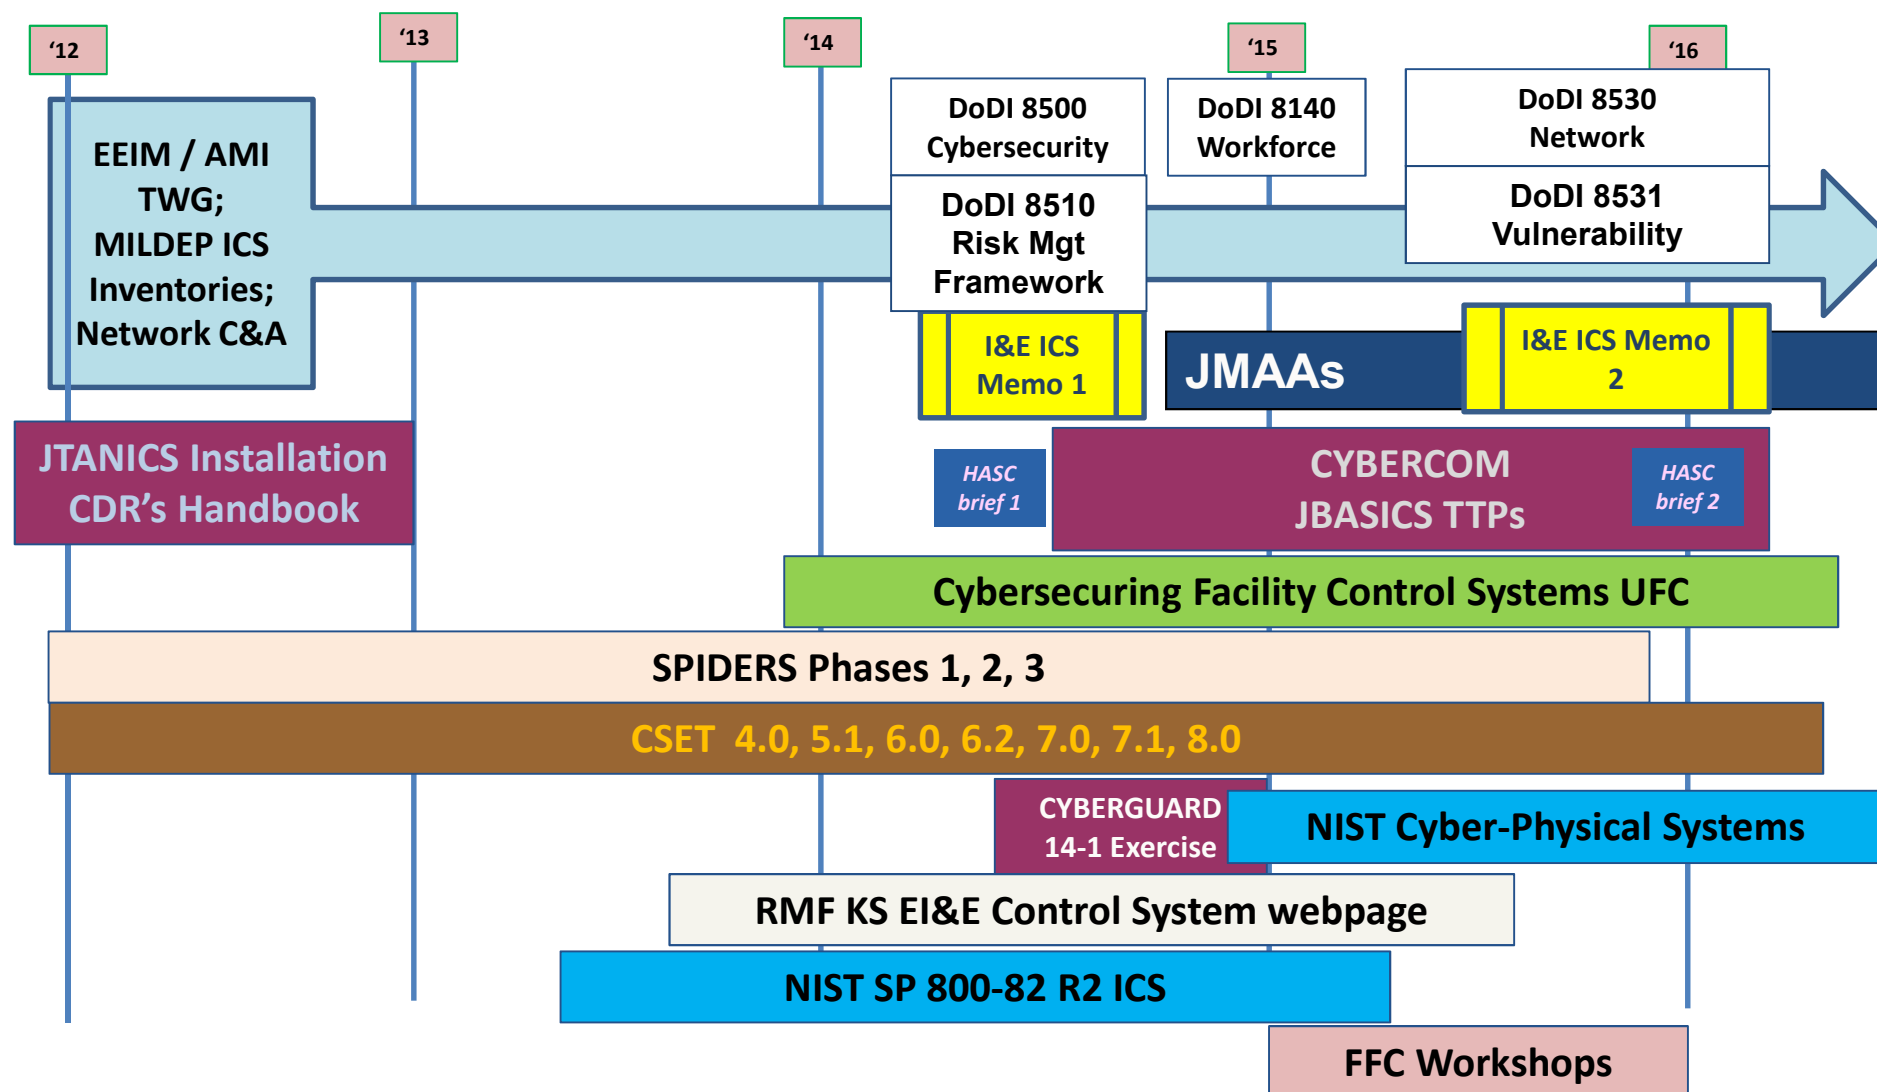 ‘12
‘13
‘14
‘15
‘16
EEIM / AMI
TWG;
MILDEP ICS
Inventories;
Network C&A
DoDI 8500
Cybersecurity
DoDI 8510
Risk Mgt
Framework
DoDI 8140
Workforce
DoDI 8530
Network
DoDI 8531
Vulnerability
I&E ICS
Memo 1
JMAAs
I&E ICS Memo
2
JTANICS Installation
CDR’s Handbook
HASC
brief 1
CYBERCOM
JBASICS TTPs
HASC
brief 2
Cybersecuring Facility Control Systems UFC
SPIDERS Phases 1, 2, 3
CSET 4.0, 5.1, 6.0, 6.2, 7.0, 7.1, 8.0
CYBERGUARD
14-1 Exercise
NIST Cyber-Physical Systems
RMF KS EI&E Control System webpage
NIST SP 800-82 R2 ICS
FFC Workshops